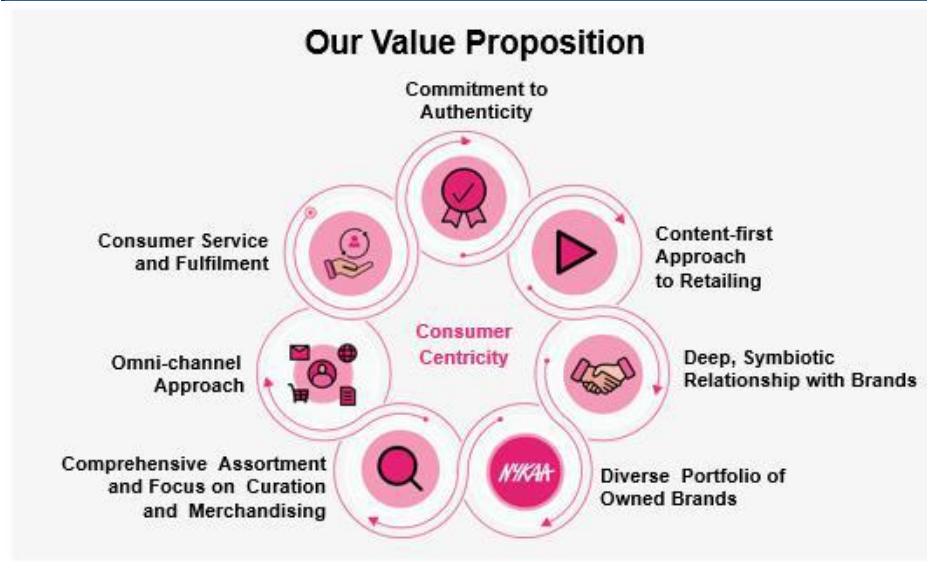 Our Value Proposition
Commitment to
Authenticity
Content-first
Approach
to Retailing
Deep, Symbiotic
Relationship with Brands
Diverse Portfolio of
Owned Brands
NYKAA
Comprehensive Assortment
and Focus on Curation
and Merchandising
Omni-channel
Approach
Consumer Service
and Fulfilment
Consumer
Centricity